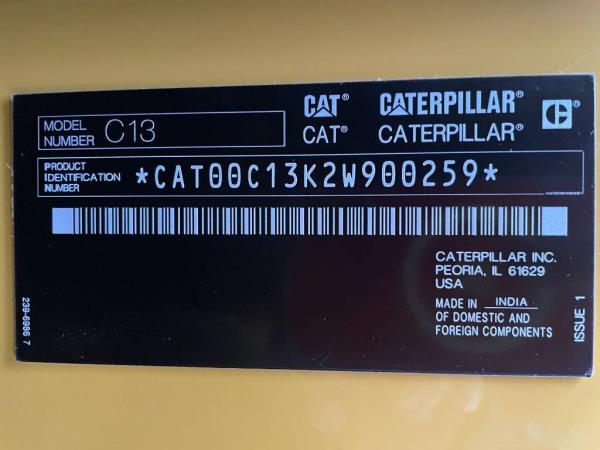 CAT® CATERPILLAR®
MODEL NUMBER C13
CAT® CATERPILLAR®
PRODUCT IDENTIFICATION NUMBER *CAT00C13K2W900259*
CATERPILLAR INC.
PEORIA, IL 61629
USA
MADE IN INDIA
OF DOMESTIC AND
FOREIGN COMPONENTS
239-6986 7
ISSUE 1